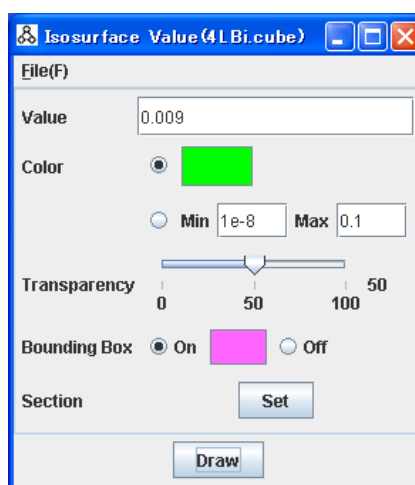 Isosurface Value(4LBi.cube)
File(F)
Value 0.009
Color
Min 1e-8 Max 0.1
Transparency 50
0 50 100
Bounding Box On Off
Section Set
Draw